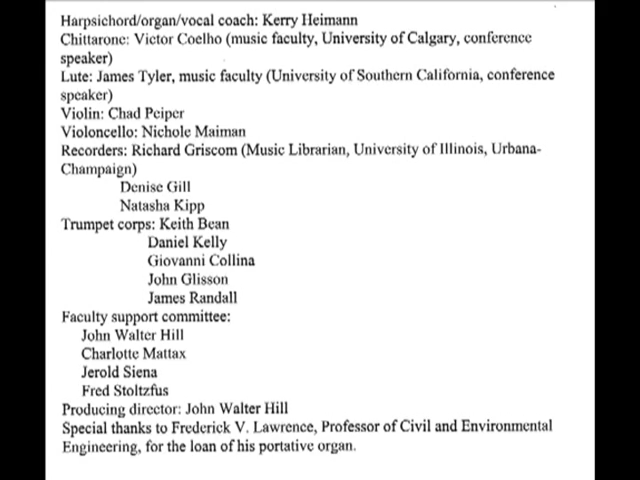 Harpsichord/organ/vocal coach: Kerry Heimann
Chittarone: Victor Coelho (music faculty, University of Calgary, conference
speaker)
Lute: James Tyler, music faculty (University of Southern California, conference
speaker)
Violin: Chad Peiper
Violoncello: Nichole Maiman
Recorders: Richard Griscom (Music Librarian, University of Illinois, Urbana-
Champaign)
Denise Gill
Natasha Kipp
Trumpet corps: Keith Bean
Daniel Kelly
Giovanni Collina
John Glisson
James Randall
Faculty support committee:
John Walter Hill
Charlotte Mattax
Jerold Siena
Fred Stoltzfus
Producing director: John Walter Hill
Special thanks to Frederick V. Lawrence, Professor of Civil and Environmental
Engineering, for the loan of his portative organ.